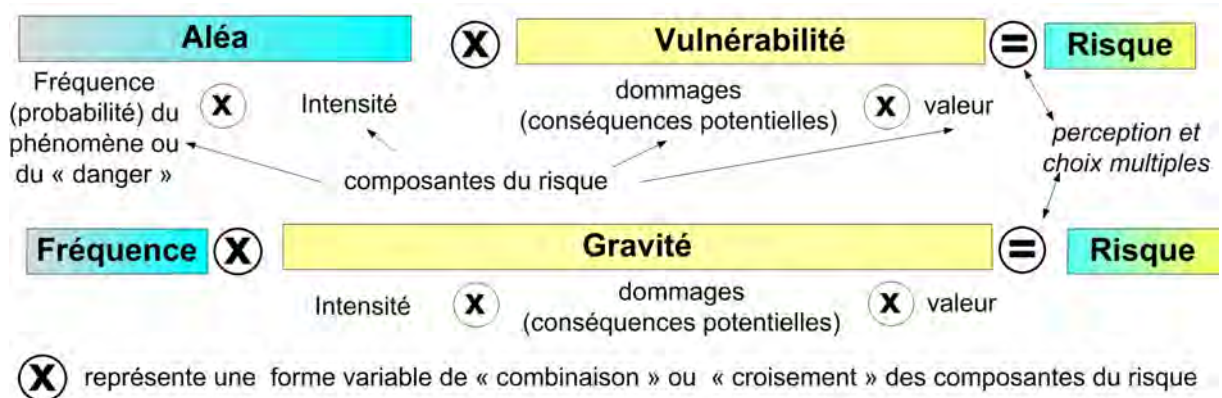 Aléa X Vulnérabilité = Risque
Fréquence
(probabilité) du
phénomène ou
du « danger »
X
Intensité
dommages
(conséquences potentielles)
X
valeur
perception et
choix multiples
composantes du risque
Fréquence X Gravité = Risque
Intensité
X
dommages
(conséquences potentielles)
X
valeur
X représente une forme variable de « combinaison » ou « croisement » des composantes du risque